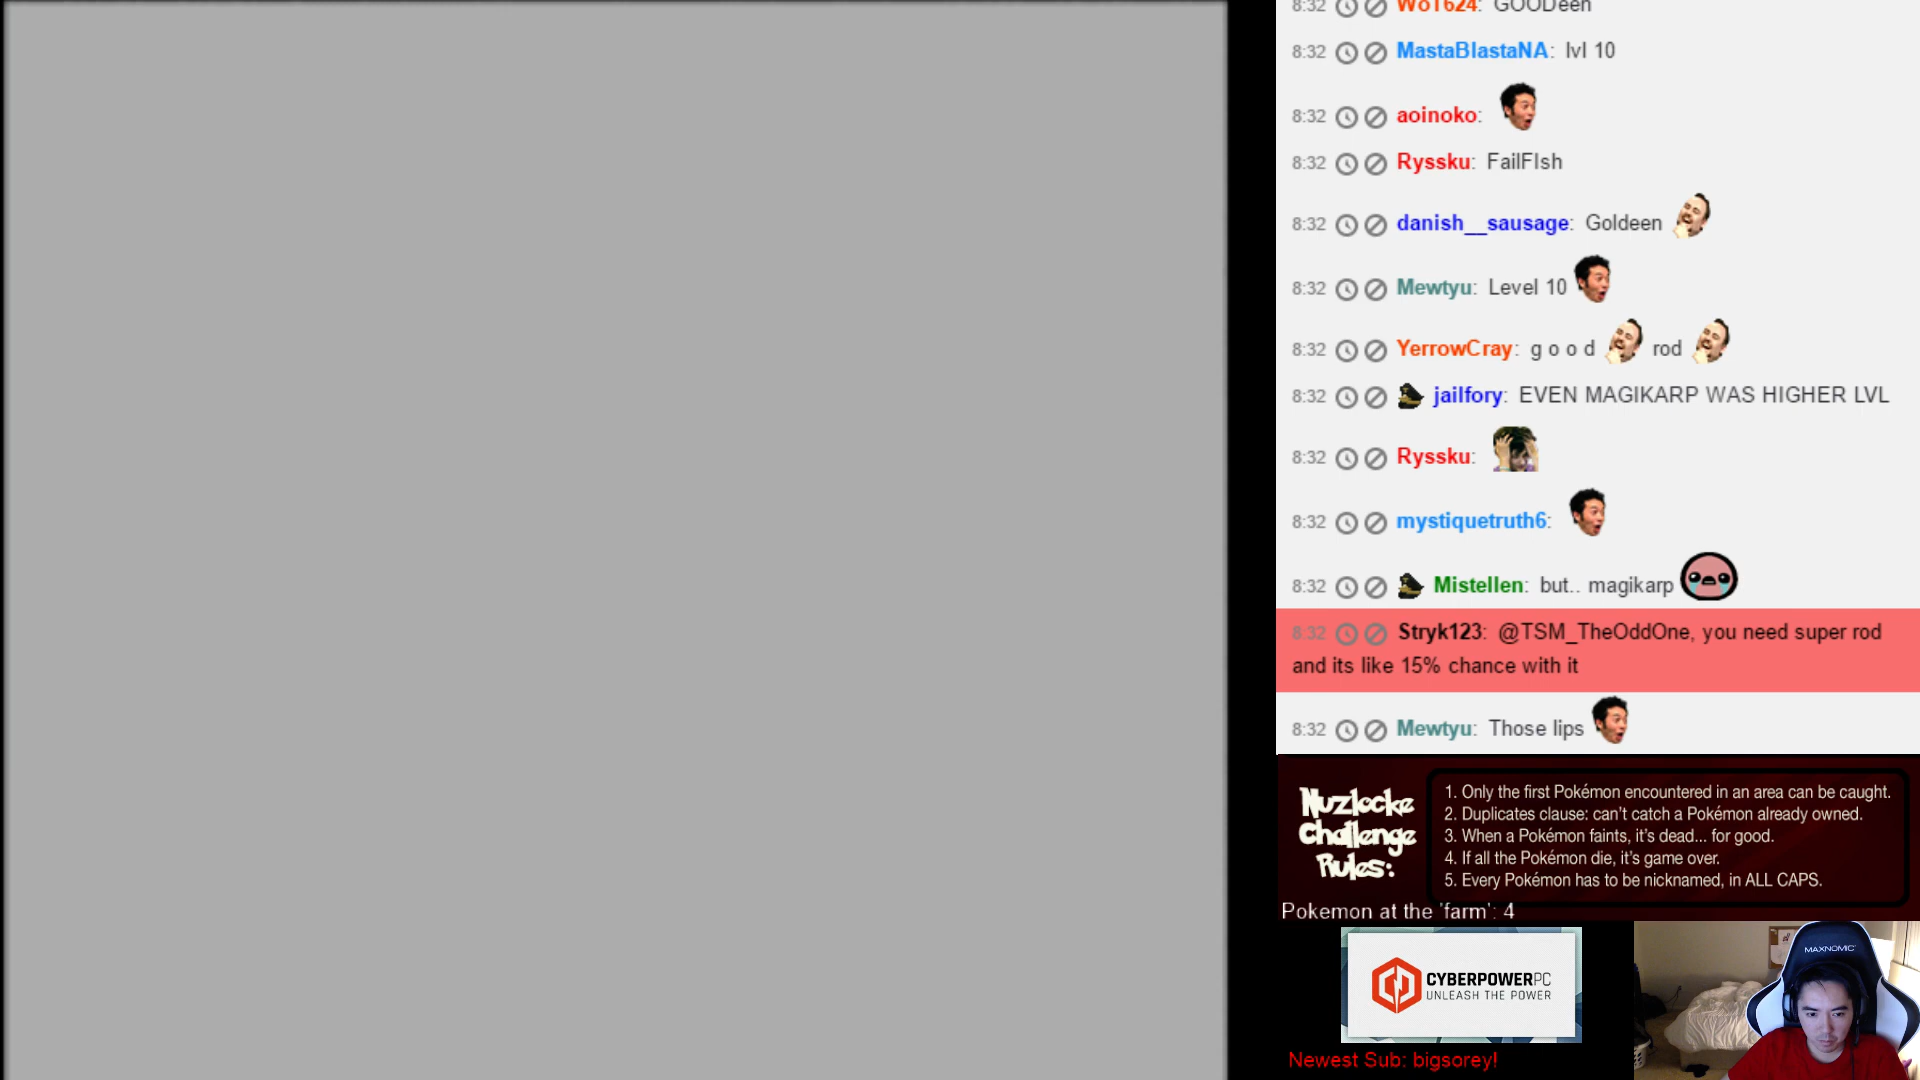 8:32 WoT624: GOODeen
8:32 MastaBlastaNA: lvl 10
8:32 aoinoko:
8:32 Ryssku: FailFIsh
8:32 danish__sausage: Goldeen
8:32 Mewtyu: Level 10
8:32 YerrowCray: g o o d rod
8:32 jailfory: EVEN MAGIKARP WAS HIGHER LVL
8:32 Ryssku:
8:32 mystiquetruth6:
8:32 Mistellen: but.. magikarp
8:32 Stryk123: @TSM_TheOddOne, you need super rod
and its like 15% chance with it
8:32 Mewtyu: Those lips
Nuzlocke
Challenge
Rules:
1. Only the first Pokémon encountered in an area can be caught.
2. Duplicates clause: can't catch a Pokémon already owned.
3. When a Pokémon faints, it's dead... for good.
4. If all the Pokémon die, it's game over.
5. Every Pokémon has to be nicknamed, in ALL CAPS.
Pokemon at the 'farm': 4
CYBERPOWERPC
UNLEASH THE POWER
MAXNOMIC
Newest Sub: bigsorey!